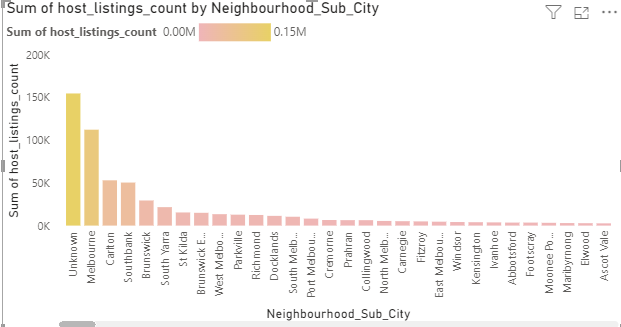 Sum of host_listings_count by Neighbourhood_Sub_City
Sum of host_listings_count 0.00M 0.15M
Sum of host_listings_count
200K
150K
100K
50K
0K
Unknown
Melbourne
Carlton
Southbank
Brunswick
South Yarra
St Kilda
Brunswick E...
West Melbo...
Parkville
Richmond
Docklands
South Melb...
Port Melbou...
Cremorne
Prahran
Collingwood
North Melb...
Carnegie
Fitzroy
East Melbou...
Windsor
Kensington
Ivanhoe
Abbotsford
Footscray
Moonee Po...
Maribyrnong
Elwood
Ascot Vale
Neighbourhood_Sub_City